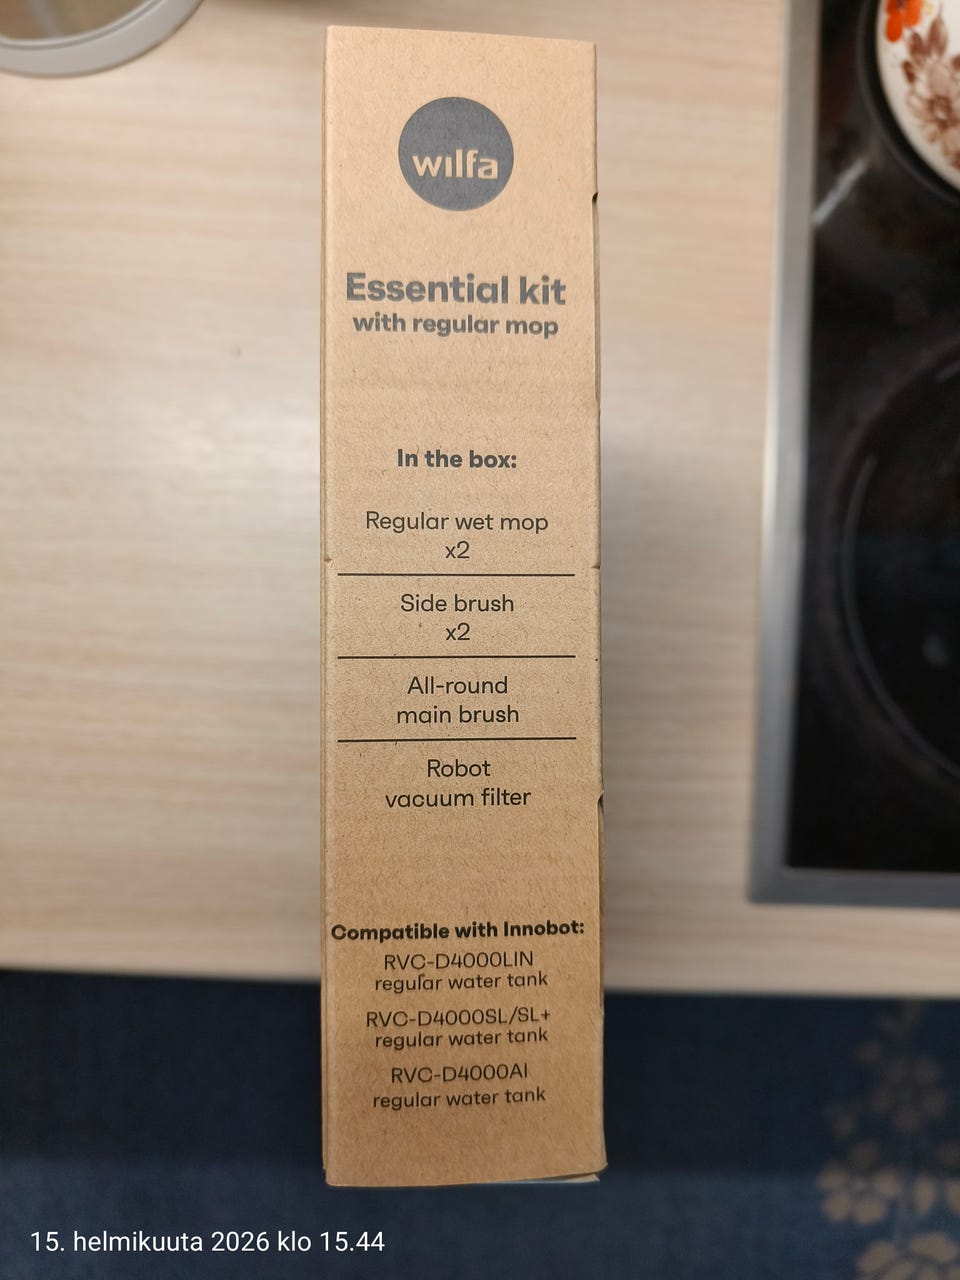 wilfa
Essential kit
with regular mop
In the box:
Regular wet mop
x2
Side brush
x2
All-round
main brush
Robot
vacuum filter
Compatible with Innobot:
RVC-D4000LIN
regular water tank
RVC-D4000SL/SL+
regular water tank
RVC-D4000AI
regular water tank
15. helmikuuta 2026 klo 15.44